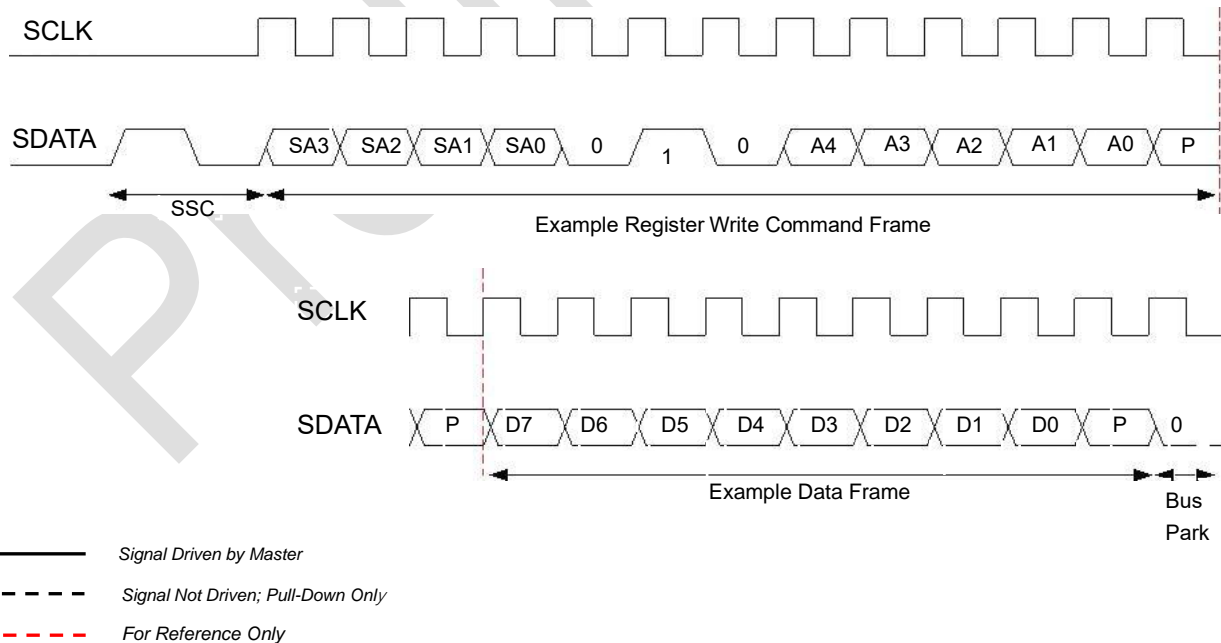 SCLK
SDATA SA3 SA2 SA1 SA0 0 1 0 A4 A3 A2 A1 A0 P
SSC
Example Register Write Command Frame
SCLK
SDATA P D7 D6 D5 D4 D3 D2 D1 D0 P 0
Example Data Frame
Bus
Park
Signal Driven by Master
Signal Not Driven; Pull-Down Only
For Reference Only